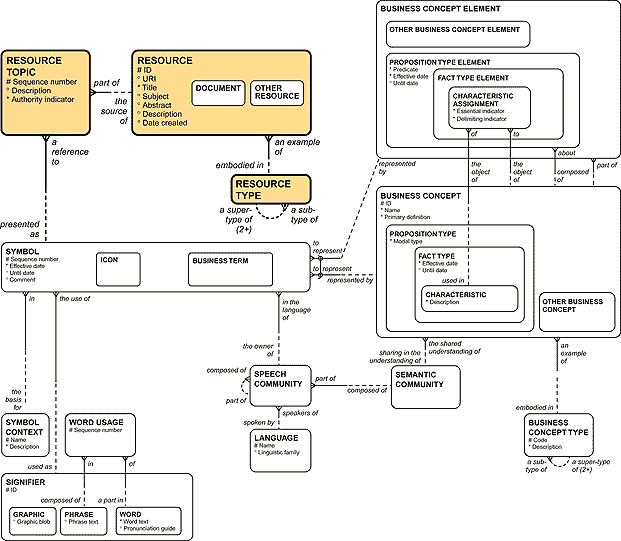 BUSINESS CONCEPT ELEMENT
OTHER BUSINESS CONCEPT ELEMENT
PROPOSITION TYPE ELEMENT
* Predicate
° Effective date
° Until date
FACT TYPE ELEMENT
CHARACTERISTIC
ASSIGNMENT
* Essential indicator
* Delimiting indicator
of
to
about
RESOURCE
TOPIC
# Sequence number
° Description
* Authority indicator
part of
the
source
of
RESOURCE
# ID
° URI
* Title
° Subject
° Abstract
° Description
° Date created
DOCUMENT
OTHER
RESOURCE
a
reference
to
an example
of
embodied in
RESOURCE
TYPE
a super-
type of
(2+)
a sub-
type of
represented
by
the
object
of
the
object
of
composed
of
part of
BUSINESS CONCEPT
# ID
* Name
° Primary definition
PROPOSITION TYPE
* Modal type
FACT TYPE
* Effective date
° Until date
used in
CHARACTERISTIC
* Description
OTHER BUSINESS
CONCEPT
presented
as
SYMBOL
# Sequence number
* Effective date
° Until date
° Comment
ICON
BUSINESS TERM
to
represent
to
represent
represented
by
in
the use of
in the
language
of
the owner
of
sharing in the
understanding of
the shared
understanding of
an
example
of
composed
of
SPEECH
COMMUNITY
part of
part of
composed
of
SEMANTIC
COMMUNITY
the
basis
for
speakers of
spoken by
embodied in
SYMBOL
CONTEXT
# Name
* Description
WORD USAGE
# Sequence number
LANGUAGE
# Name
° Linguistic family
BUSINESS
CONCEPT TYPE
# Code
* Description
a sub-
type of
a super-type
of (2+)
used as
in
of
SIGNIFIER
# ID
composed of
a part in
GRAPHIC
* Graphic blob
PHRASE
* Phrase text
WORD
* Word text
° Pronunciation guide